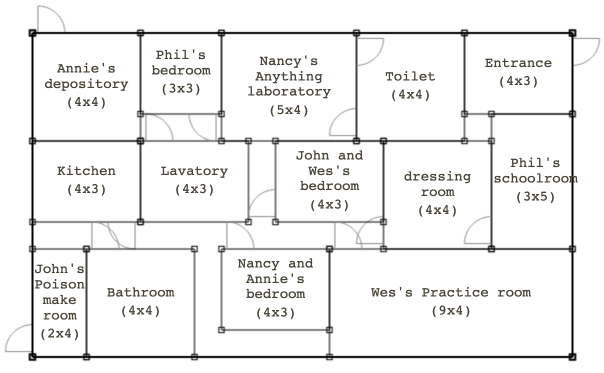 Annie's
depository
(4x4)
Phil's
bedroom
(3x3)
Nancy's
Anything
laboratory
(5x4)
Toilet
(4x4)
Entrance
(4x3)
Kitchen
(4x3)
Lavatory
(4x3)
John and
Wes's
bedroom
(4x3)
dressing
room
(4x4)
Phil's
schoolroom
(3x5)
John's
Poison
make
room
(2x4)
Bathroom
(4x4)
Nancy and
Annie's
bedroom
(4x3)
Wes's Practice room
(9x4)